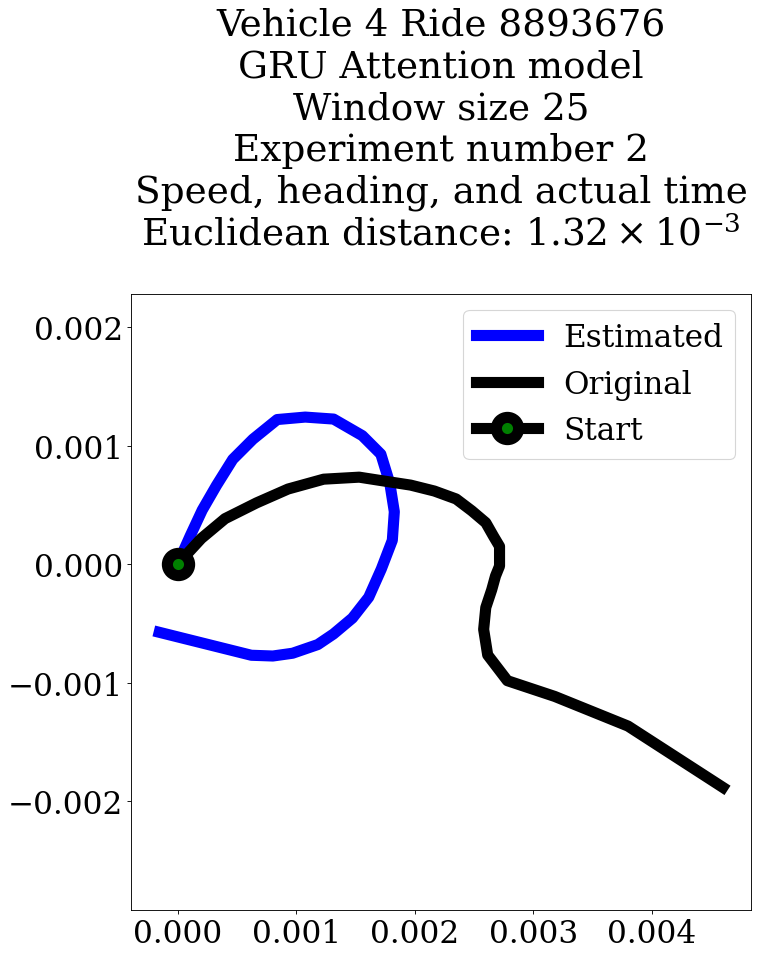 Vehicle 4 Ride 8893676
GRU Attention model
Window size 25
Experiment number 2
Speed, heading, and actual time
Euclidean distance: 1.32 × 10⁻³
Estimated
Original
Start
0.002
0.001
0.000
−0.001
−0.002
0.000 0.001 0.002 0.003 0.004